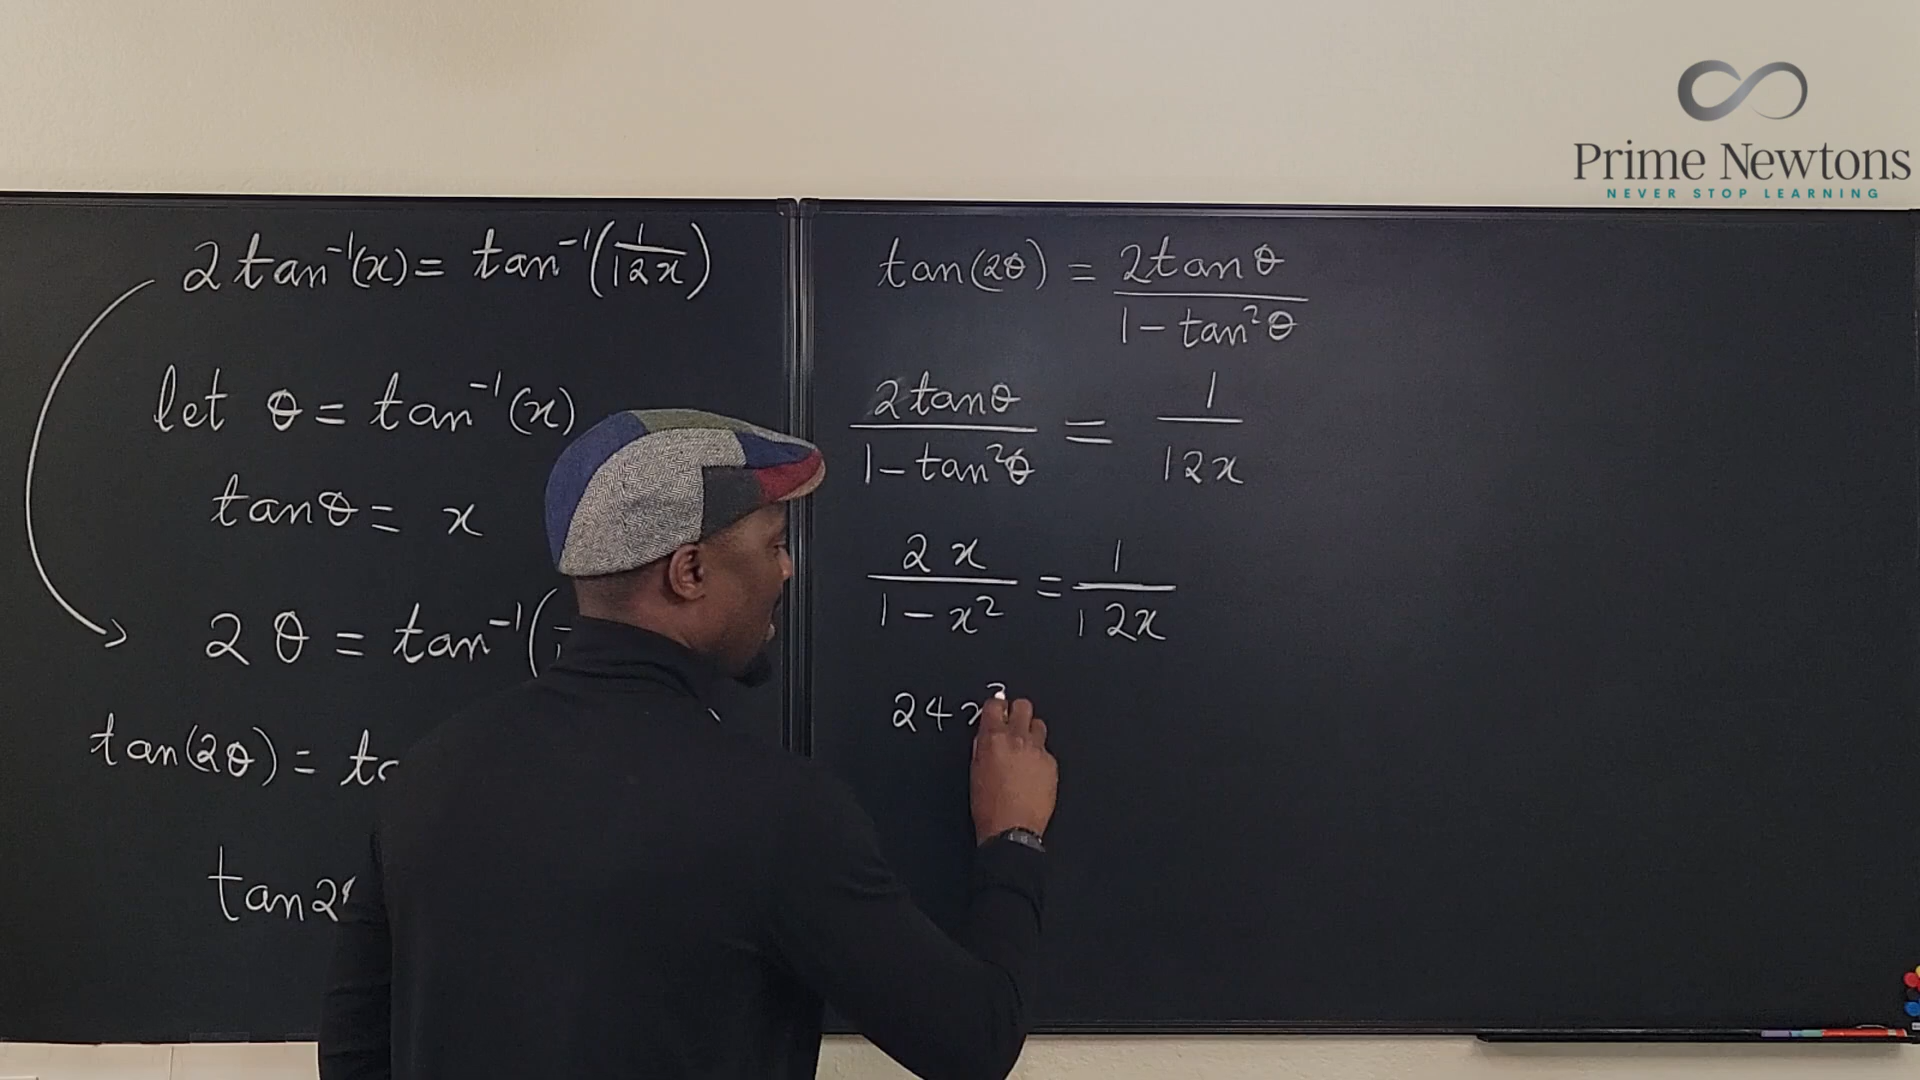 Prime Newtons
NEVER STOP LEARNING
2tan⁻¹(x) = tan⁻¹(1/12x)
let θ = tan⁻¹(x)
tanθ = x
2θ = tan⁻¹(
tan(2θ) =
tan2
tan(2θ) = 2tanθ / 1 - tan²θ
2tanθ / 1 - tan²θ = 1 / 12x
2x / 1 - x² = 1 / 12x
24x²